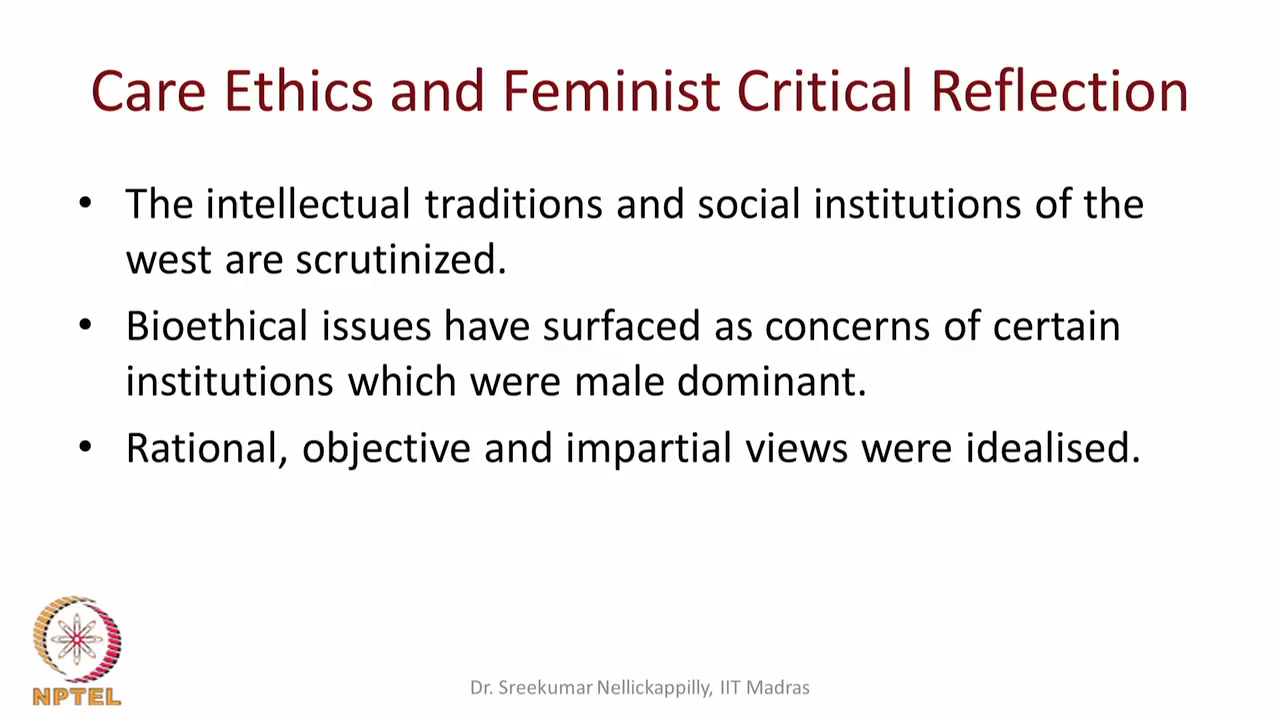 Care Ethics and Feminist Critical Reflection
• The intellectual traditions and social institutions of the
west are scrutinized.
• Bioethical issues have surfaced as concerns of certain
institutions which were male dominant.
• Rational, objective and impartial views were idealised.
NPTEL
Dr. Sreekumar Nellickappilly, IIT Madras